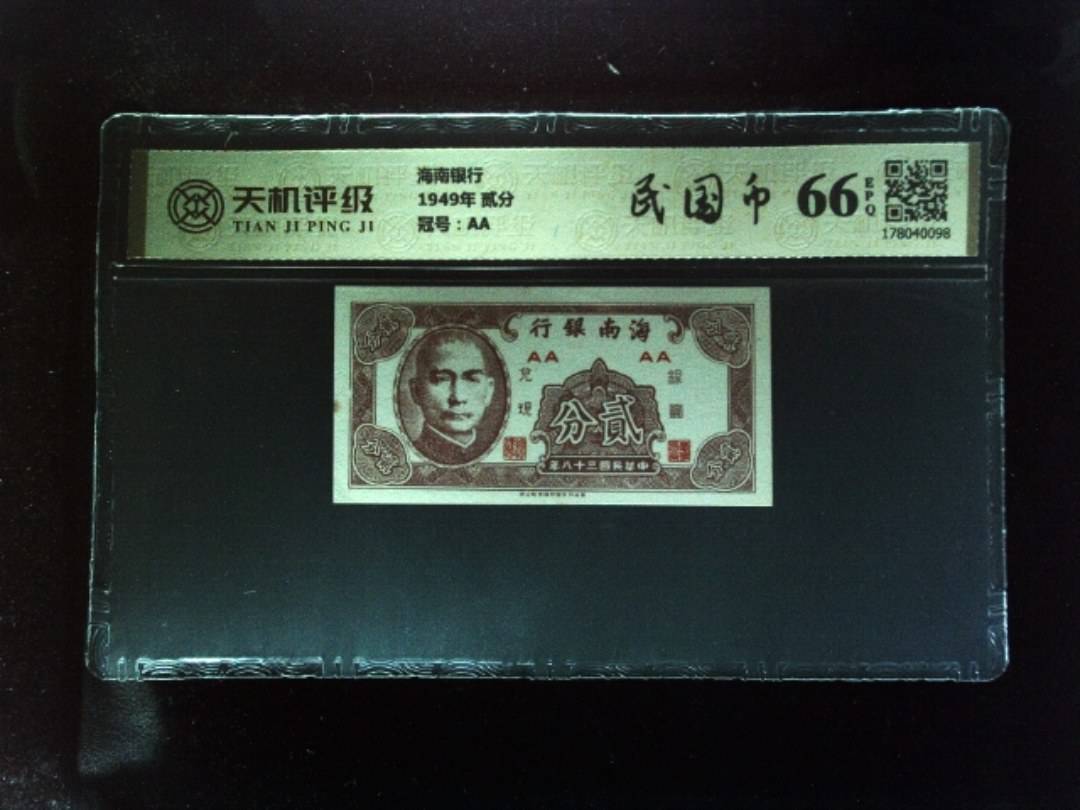 天机评级
TIAN JI PING JI
海南银行
1949年 贰分
冠号：AA
民国币
66
EPQ
178040098
行銀南海
AA AA
兌現
銀圓
分貳
年八十三國民華中